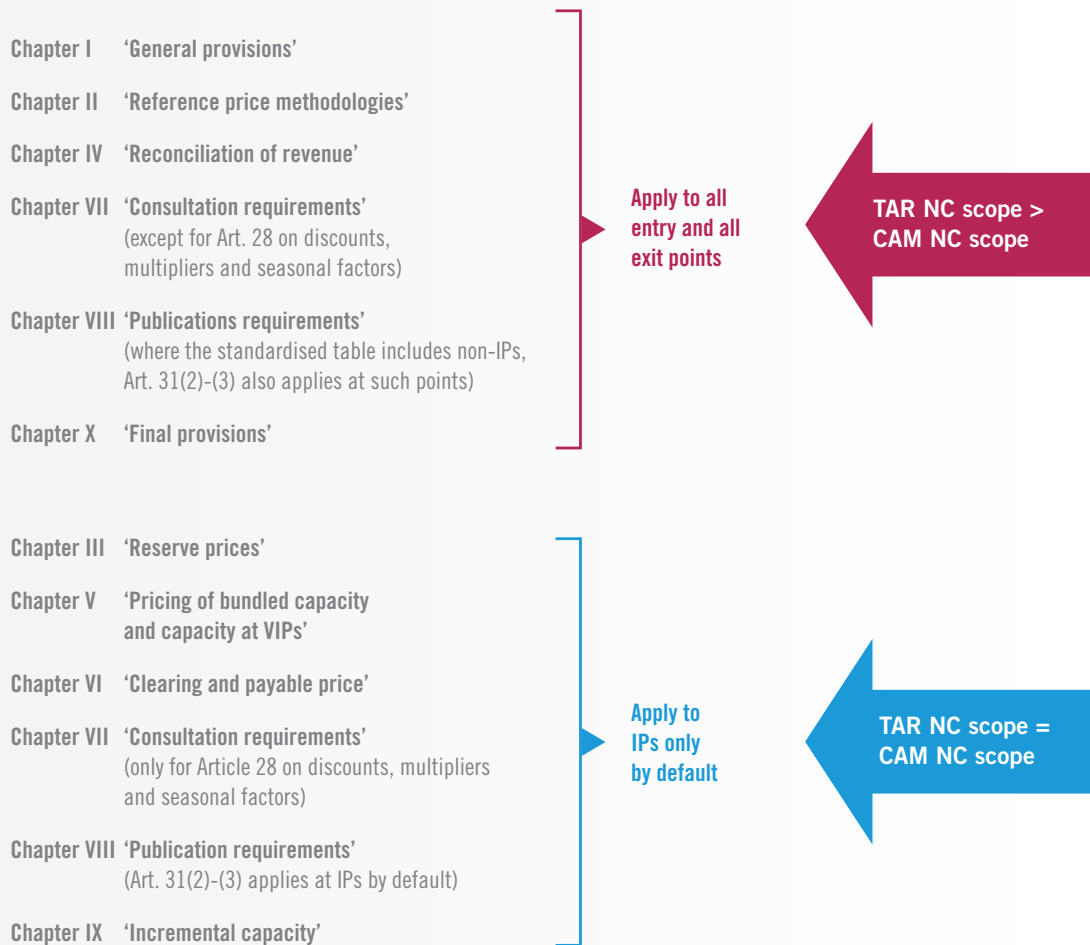 Chapter I ‘General provisions’
Chapter II ‘Reference price methodologies’
Chapter IV ‘Reconciliation of revenue’
Chapter VII ‘Consultation requirements’
(except for Art. 28 on discounts,
multipliers and seasonal factors)
Chapter VIII ‘Publications requirements’
(where the standardised table includes non-IPs,
Art. 31(2)-(3) also applies at such points)
Chapter X ‘Final provisions’
Apply to all
entry and all
exit points
TAR NC scope >
CAM NC scope
Chapter III ‘Reserve prices’
Chapter V ‘Pricing of bundled capacity
and capacity at VIPs’
Chapter VI ‘Clearing and payable price’
Chapter VII ‘Consultation requirements’
(only for Article 28 on discounts, multipliers
and seasonal factors)
Chapter VIII ‘Publication requirements’
(Art. 31(2)-(3) applies at IPs by default)
Chapter IX ‘Incremental capacity’
Apply to
IPs only
by default
TAR NC scope =
CAM NC scope